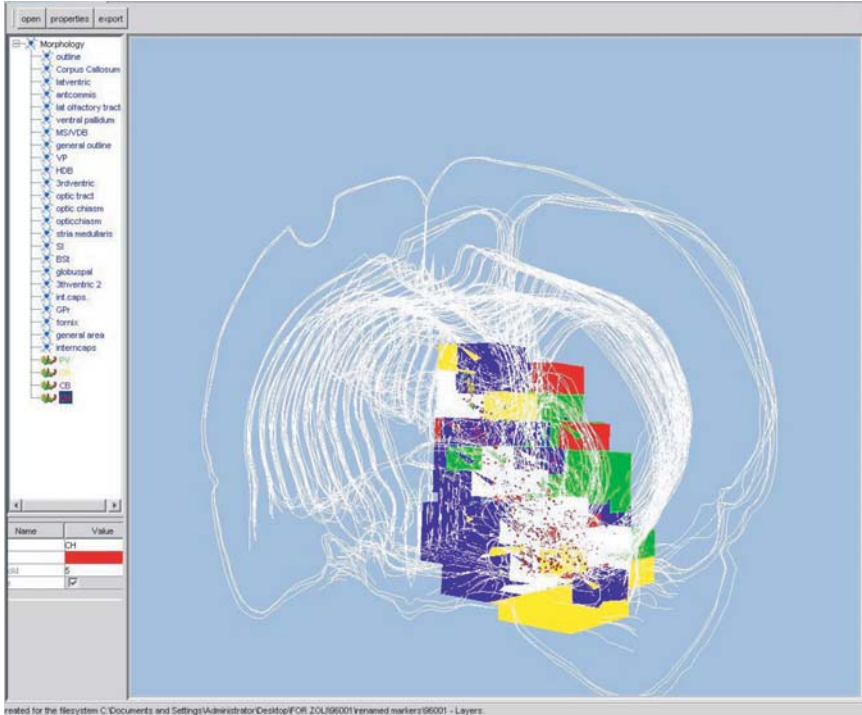 open properties export
Morphology
outline
Corpus Callosum
latventric
antcommis
lat olfactory tract
ventral pallidum
MS/VDB
general outline
VP
HDB
3rdventric
optic tract
optic chiasm
opticchiasm
stria medullaris
SI
BSt
globuspal
3thventric 2
int.caps.
GPr
fornix
general area
interncaps
PV
CB
Name Value
CH
5
reated for the filesystem C:\Documents and Settings\Administrator\Desktop\FOR ZOLI\96001\renamed markers\96001 - Layers.